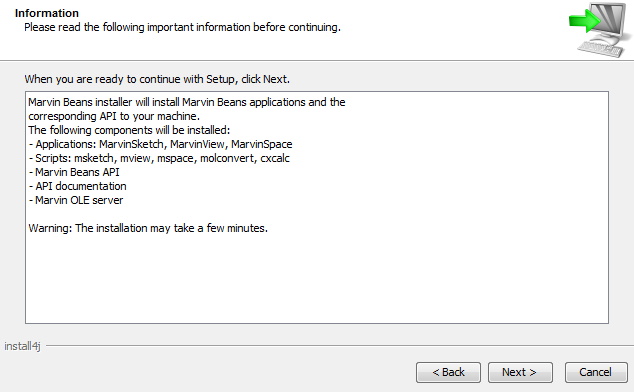 Information
Please read the following important information before continuing.
When you are ready to continue with Setup, click Next.
Marvin Beans installer will install Marvin Beans applications and the
corresponding API to your machine.
The following components will be installed:
- Applications: MarvinSketch, MarvinView, MarvinSpace
- Scripts: msketch, mview, mspace, molconvert, cxcalc
- Marvin Beans API
- API documentation
- Marvin OLE server
Warning: The installation may take a few minutes.
install4j
< Back
Next >
Cancel